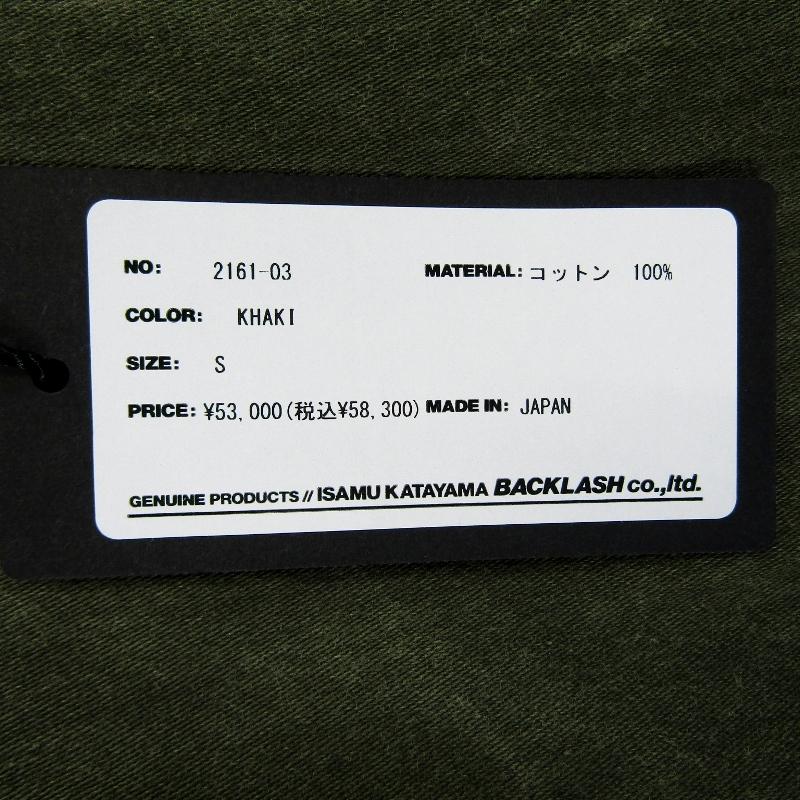 NO: 2161-03 MATERIAL: コットン 100%
COLOR: KHAKI
SIZE: S
PRICE: ¥53,000(税込¥58,300) MADE IN: JAPAN
GENUINE PRODUCTS // ISAMU KATAYAMA BACKLASH co.,ltd.